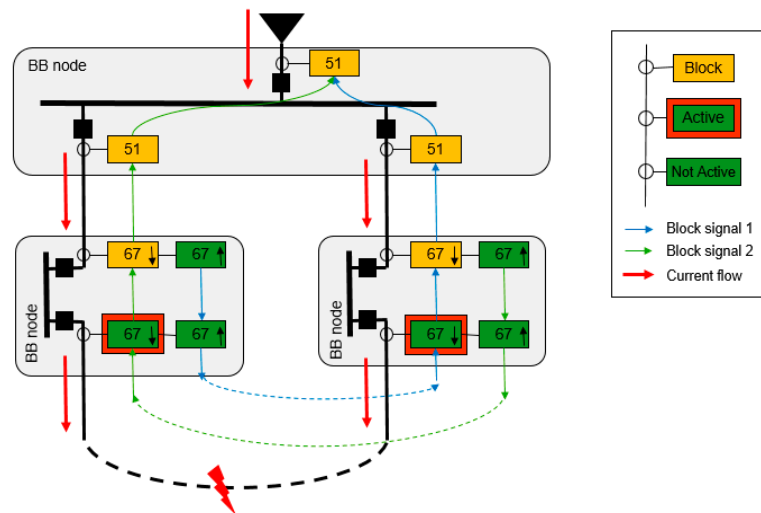 BB node
51
51
51
67
67
67
67
BB node
67
67
67
67
BB node
Block
Active
Not Active
Block signal 1
Block signal 2
Current flow